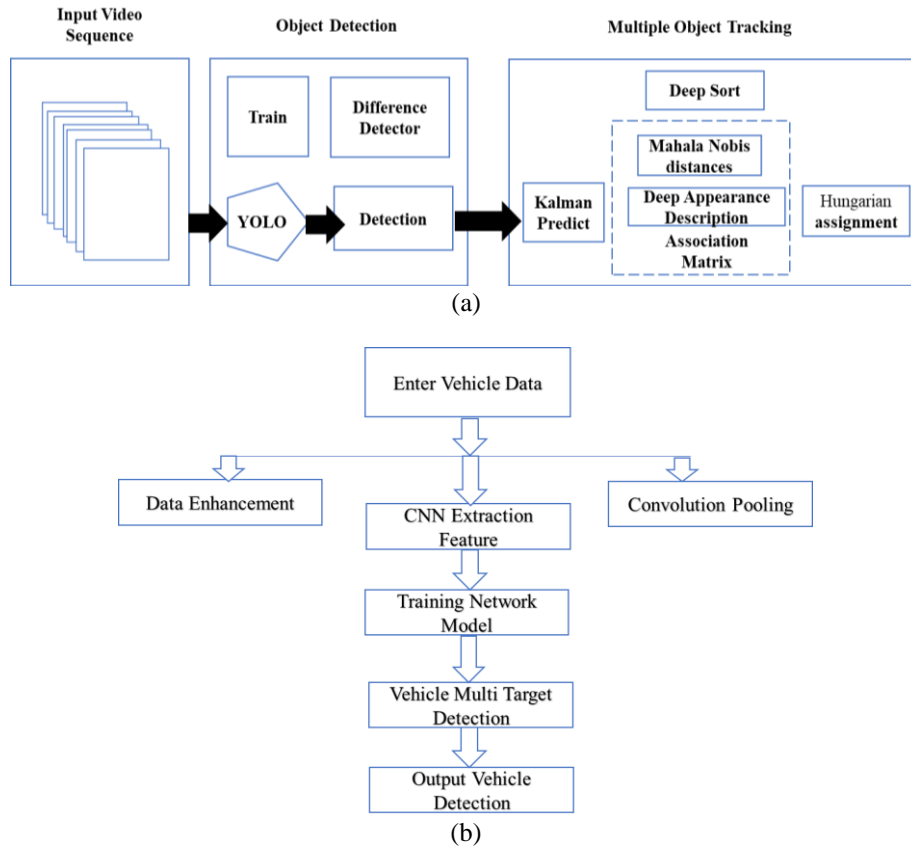 Input Video
Sequence
Object Detection
Multiple Object Tracking
Train
Difference
Detector
YOLO
Detection
Deep Sort
Kalman
Predict
Mahala Nobis
distances
Deep Appearance
Description
Association
Matrix
Hungarian
assignment
(a)
Enter Vehicle Data
Data Enhancement
CNN Extraction
Feature
Convolution Pooling
Training Network
Model
Vehicle Multi Target
Detection
Output Vehicle
Detection
(b)